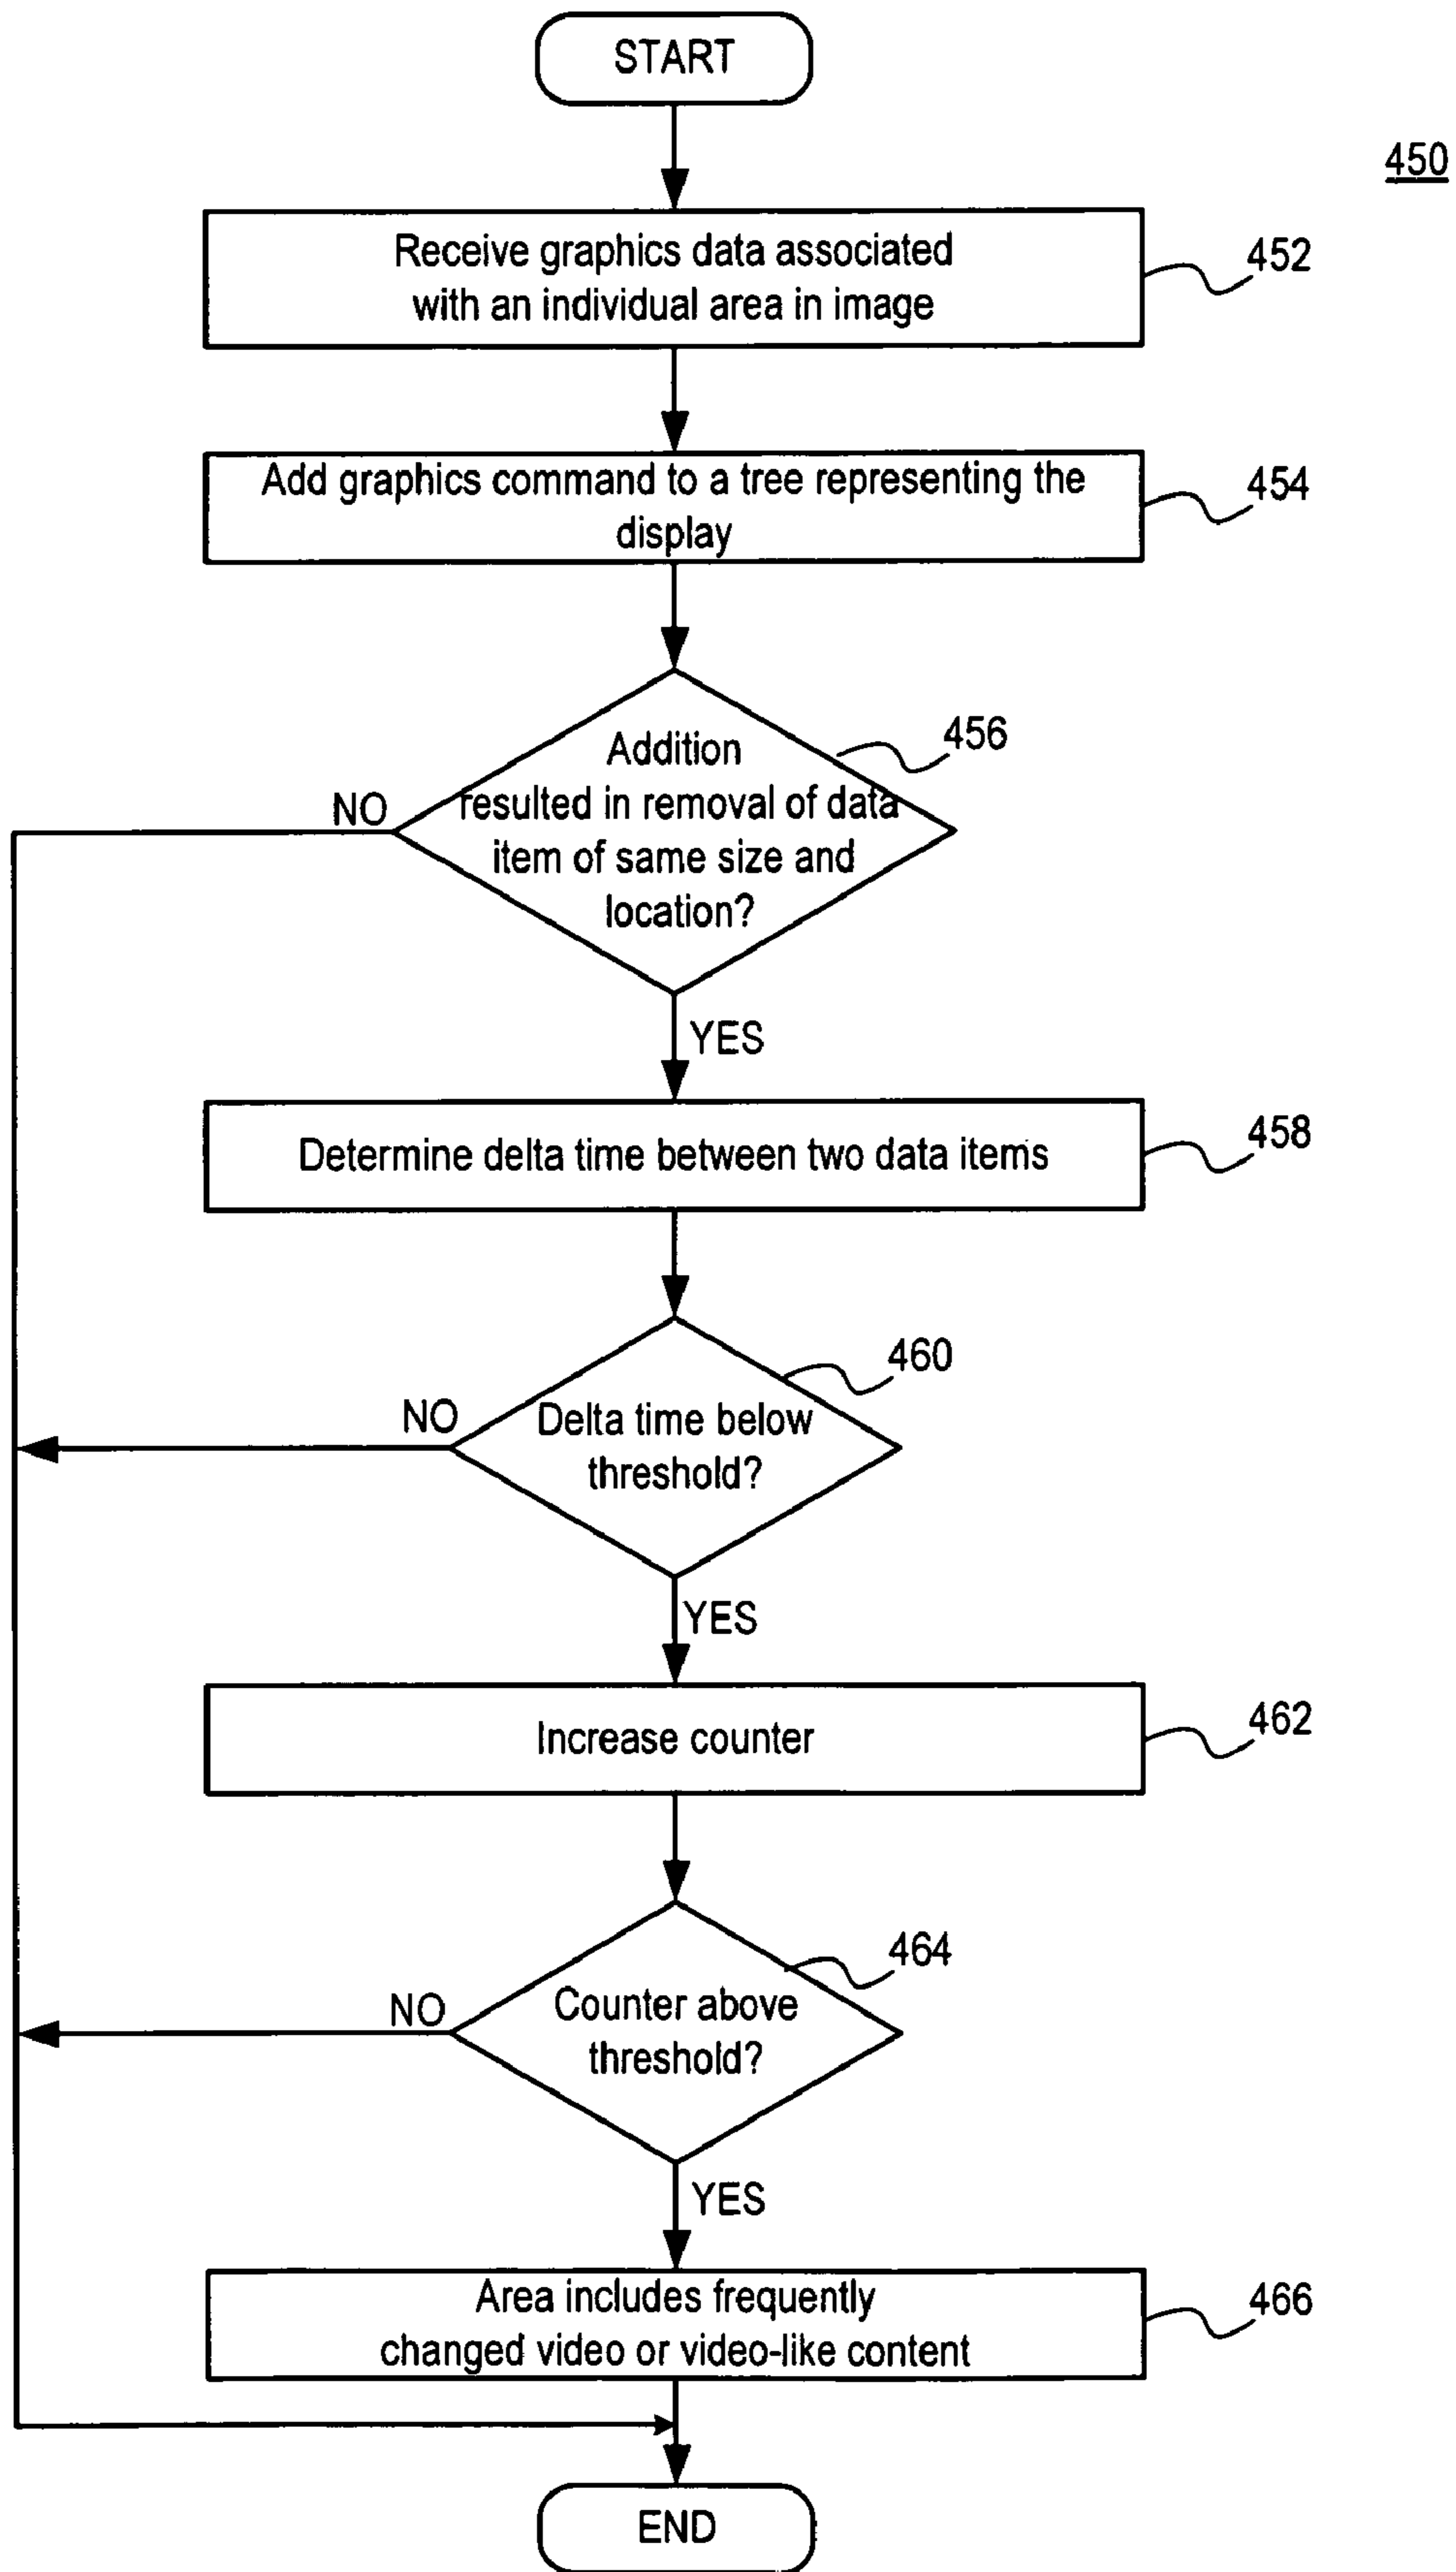 START
450
Receive graphics data associated
with an individual area in image
452
Add graphics command to a tree representing the
display
454
Addition
resulted in removal of data
item of same size and
location?
456
NO
YES
Determine delta time between two data items
458
Delta time below
threshold?
460
NO
YES
Increase counter
462
Counter above
threshold?
464
NO
YES
Area includes frequently
changed video or video-like content
466
END